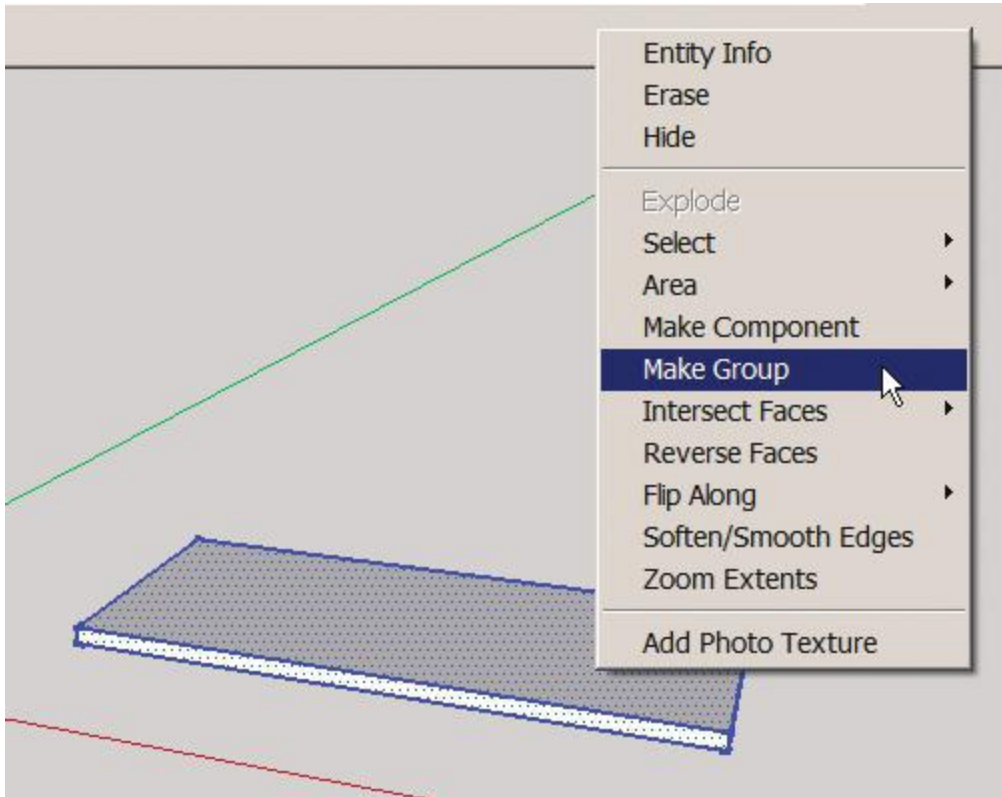 Entity Info
Erase
Hide
Explode
Select
Area
Make Component
Make Group
Intersect Faces
Reverse Faces
Flip Along
Soften/Smooth Edges
Zoom Extents
Add Photo Texture